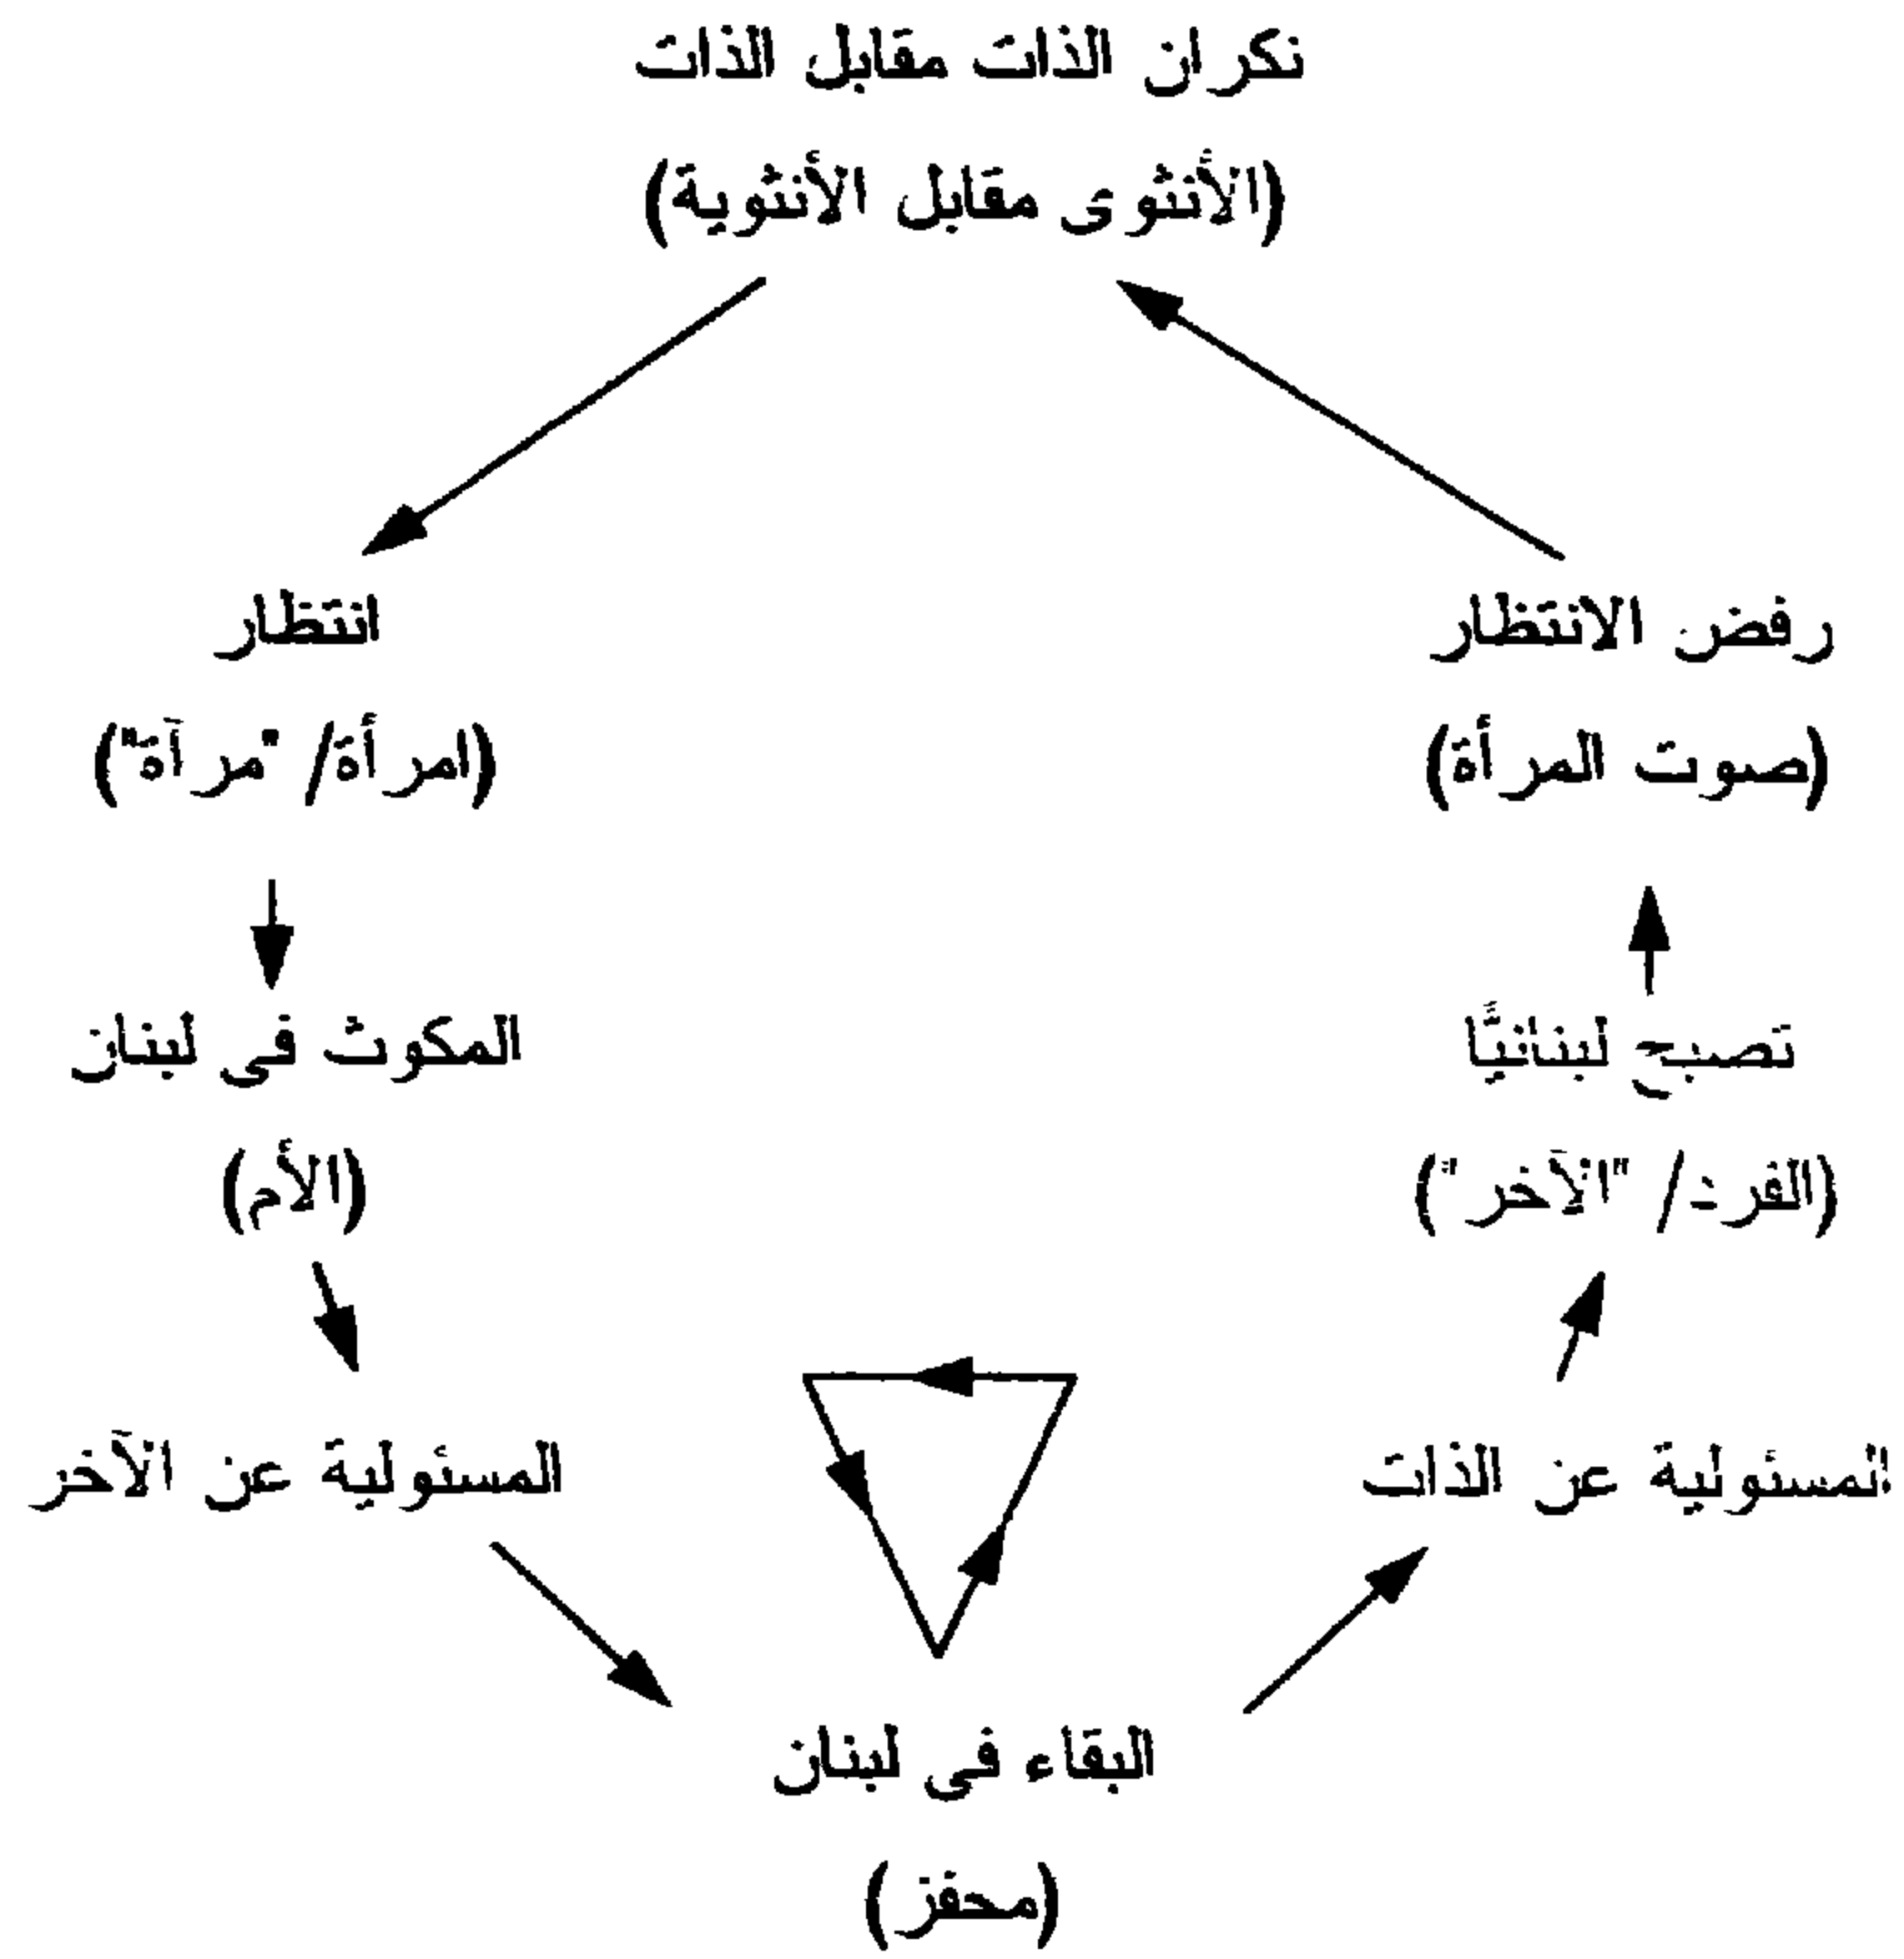 نكران الذات مقابل الذات
(الأنثوى مقابل الأنثوية)
رفض الانتظار
(صوت المرأة)
انتظار
(امرأة/ "مرآة")
تصبح لبنانيًّا
(الفرد/ "الآخر")
المكوث فى لبنان
(الأم)
المسئولية عن الذات
المسئولية عن الآخر
البقاء فى لبنان
(محفز)